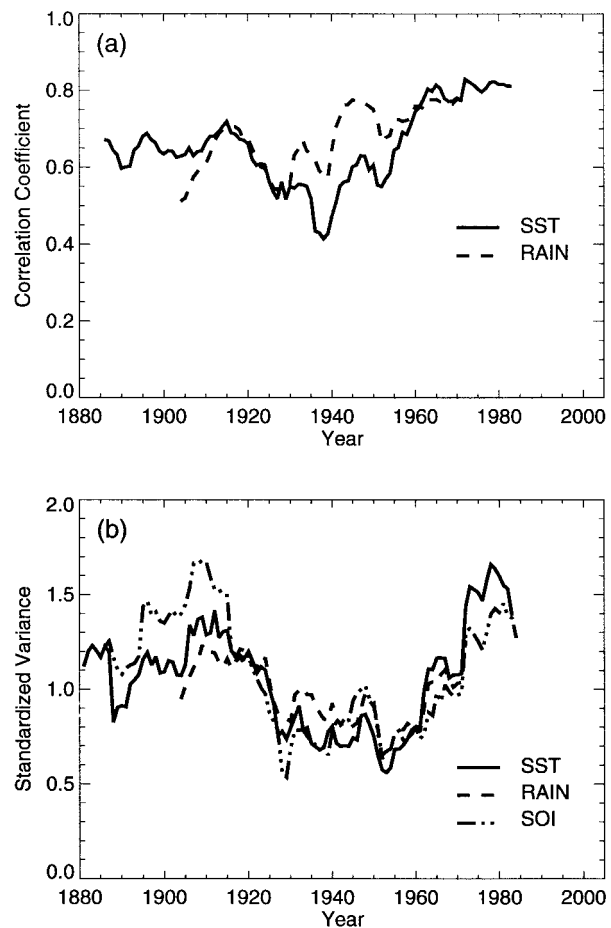 (a)
1.0
0.8
0.6
0.4
0.2
0.0
Correlation Coefficient
SST
RAIN
1880 1900 1920 1940 1960 1980 2000
Year
(b)
2.0
1.5
1.0
0.5
0.0
Standardized Variance
SST
RAIN
SOI
1880 1900 1920 1940 1960 1980 2000
Year